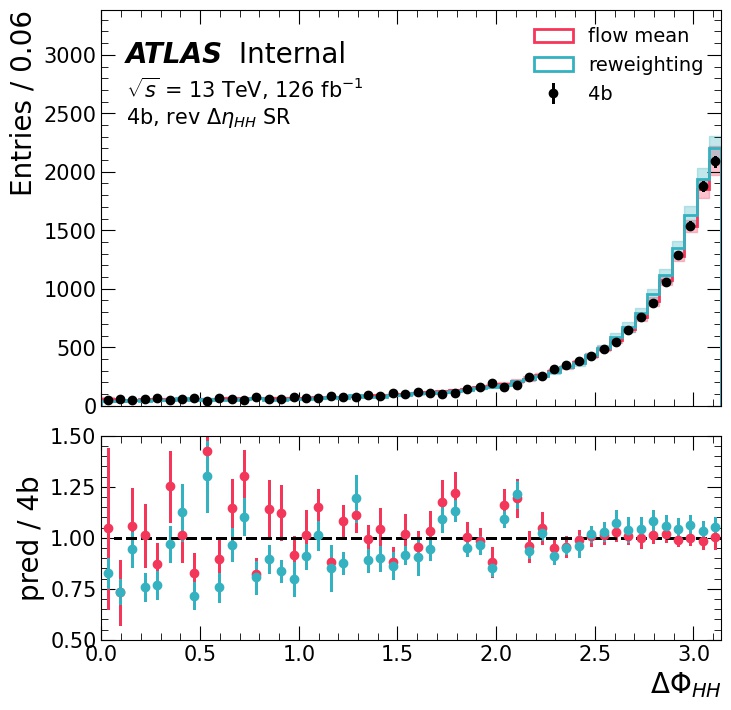 Entries / 0.06
3000
2500
2000
1500
1000
500
0
ATLAS Internal
√s = 13 TeV, 126 fb⁻¹
4b, rev Δη_HH SR
flow mean
reweighting
4b
pred / 4b
1.50
1.25
1.00
0.75
0.50
0.0 0.5 1.0 1.5 2.0 2.5 3.0
ΔΦ_HH